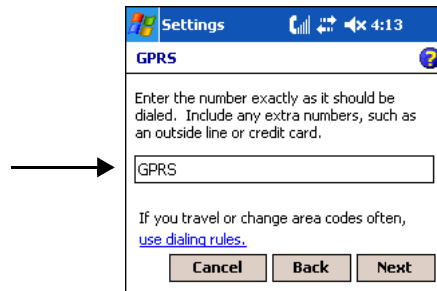 Settings 4:13
GPRS
Enter the number exactly as it should be
dialed. Include any extra numbers, such as
an outside line or credit card.
GPRS
If you travel or change area codes often,
use dialing rules.
Cancel Back Next